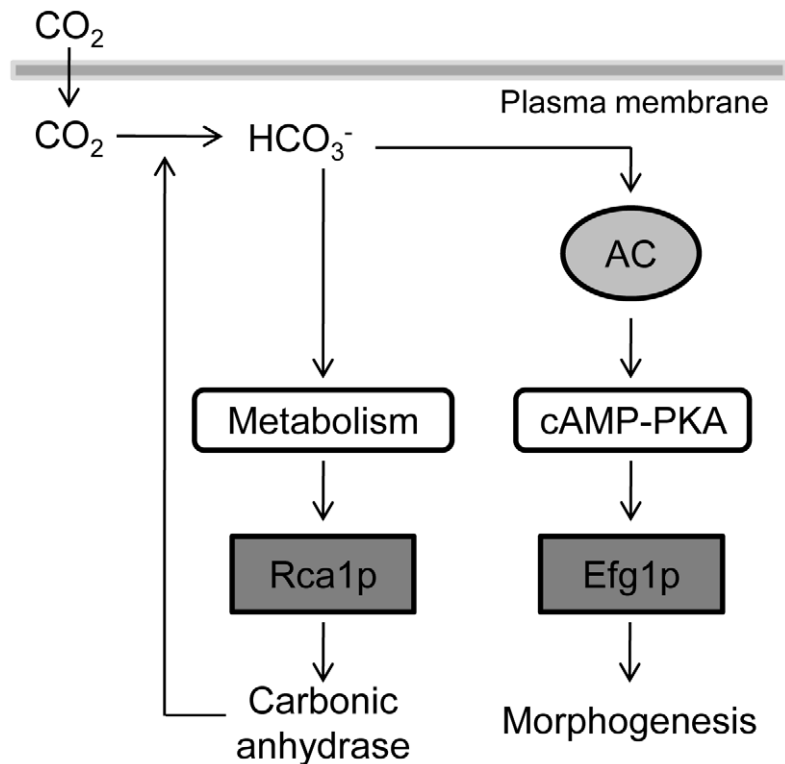 CO₂
Plasma membrane
CO₂
HCO₃⁻
AC
Metabolism
cAMP-PKA
Rca1p
Efg1p
Carbonic
anhydrase
Morphogenesis